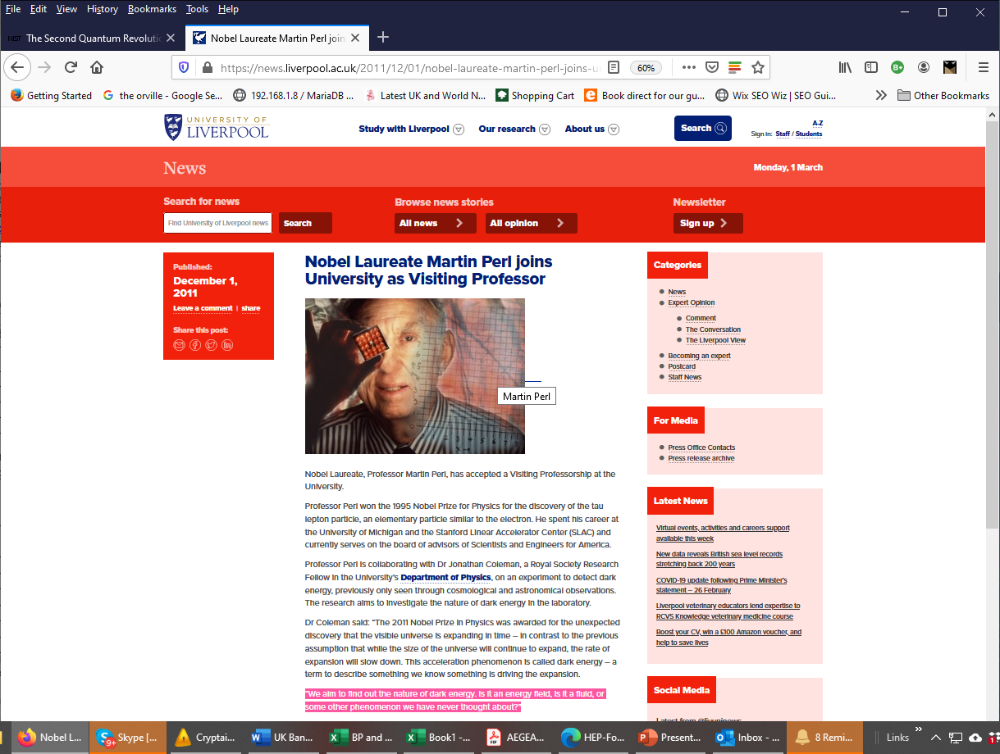 File Edit View History Bookmarks Tools Help
NIST The Second Quantum Revoluti
Nobel Laureate Martin Perl join
https://news.liverpool.ac.uk/2011/12/01/nobel-laureate-martin-perl-joins-u
60%
Getting Started
the orville - Google Se...
192.168.1.8 / MariaDB ...
Latest UK and World N...
Shopping Cart
Book direct for our gu...
Wix SEO Wiz | SEO Gui...
Other Bookmarks
UNIVERSITY OF
LIVERPOOL
Study with Liverpool
Our research
About us
Search
A-Z
Sign in: Staff / Students
News
Monday, 1 March
Search for news
Find University of Liverpool news
Search
Browse news stories
All news
All opinion
Newsletter
Sign up
Published:
December 1,
2011
Leave a comment | share
Share this post:
Nobel Laureate Martin Perl joins
University as Visiting Professor
Martin Perl
Nobel Laureate, Professor Martin Perl, has accepted a Visiting Professorship at the
University.
Professor Perl won the 1995 Nobel Prize for Physics for the discovery of the tau
lepton particle, an elementary particle similar to the electron. He spent his career at
the University of Michigan and the Stanford Linear Accelerator Center (SLAC) and
currently serves on the board of advisors of Scientists and Engineers for America.
Professor Perl is collaborating with Dr Jonathan Coleman, a Royal Society Research
Fellow in the University's Department of Physics, on an experiment to detect dark
energy, previously only seen through cosmological and astronomical observations.
The research aims to investigate the nature of dark energy in the laboratory.
Dr Coleman said: "The 2011 Nobel Prize in Physics was awarded for the unexpected
discovery that the visible universe is expanding in time – in contrast to the previous
assumption that while the size of the universe will continue to expand, the rate of
expansion will slow down. This acceleration phenomenon is called dark energy – a
term to describe something we know something is driving the expansion.
"We aim to find out the nature of dark energy. Is it an energy field, is it a fluid, or
some other phenomenon we have never thought about?"
Categories
News
Expert Opinion
Comment
The Conversation
The Liverpool View
Becoming an expert
Postcard
Staff News
For Media
Press Office Contacts
Press release archive
Latest News
Virtual events, activities and careers support
available this week
New data reveals British sea level records
stretching back 200 years
COVID-19 update following Prime Minister's
statement – 26 February
Liverpool veterinary educators lend expertise to
RCVS Knowledge veterinary medicine course
Boost your CV, win a £100 Amazon voucher, and
help to save lives
Social Media
Latest from @livuninews
Nobel L...
9+
Skype [...
Cryptai...
UK Ban...
BP and ...
Book1 -...
AEGEA...
HEP-Fo...
Present...
Inbox - ...
8 Remi...
Links